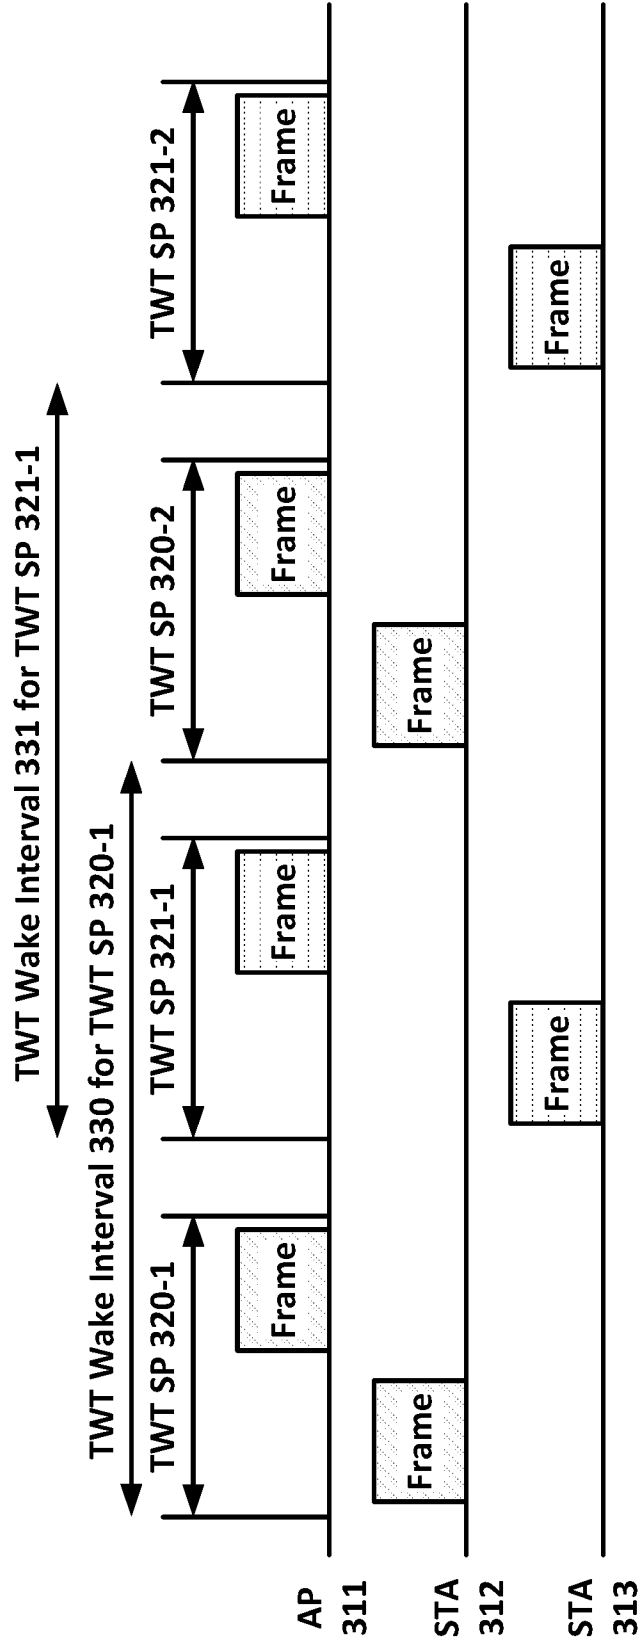 TWT Wake Interval 331 for TWT SP 321-1
TWT Wake Interval 330 for TWT SP 320-1
TWT SP 320-1
TWT SP 321-1
TWT SP 320-2
TWT SP 321-2
Frame
Frame
Frame
Frame
AP
311
Frame
Frame
STA
312
Frame
Frame
STA
313